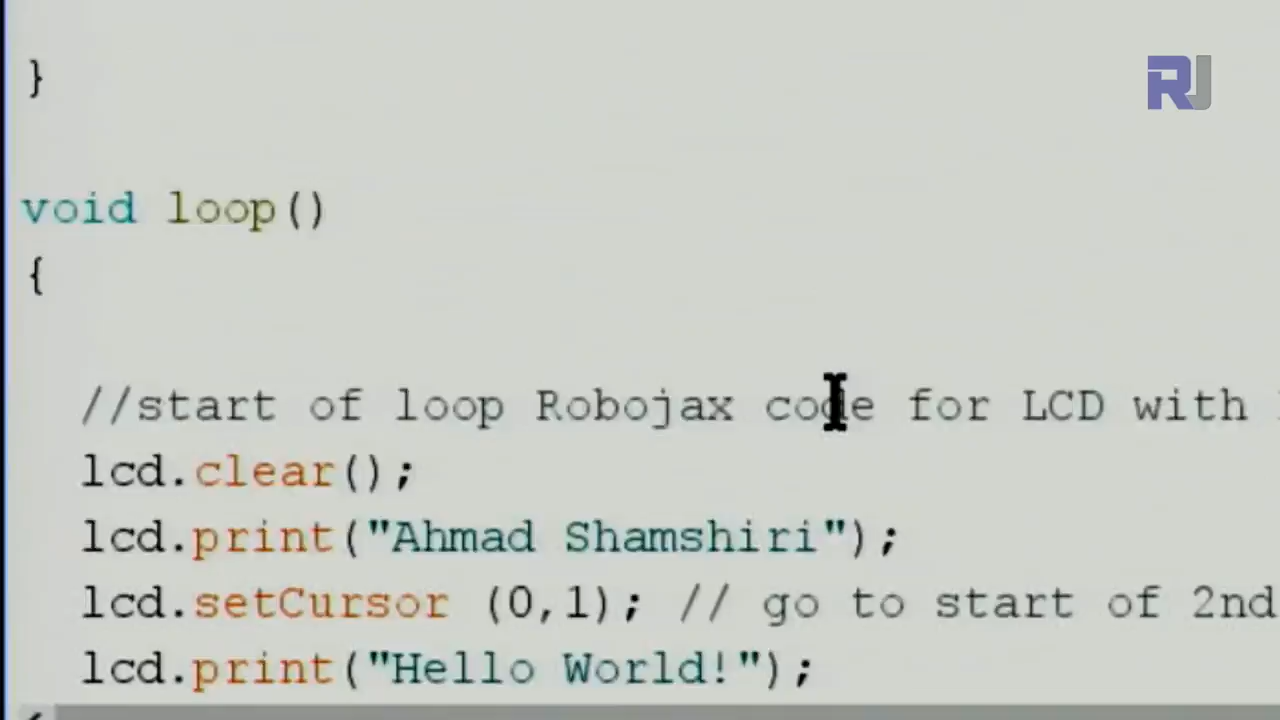 RJ
}
void loop()
{
//start of loop Robojax code for LCD with
lcd.clear();
lcd.print("Ahmad Shamshiri");
lcd.setCursor (0,1); // go to start of 2nd
lcd.print("Hello World!");